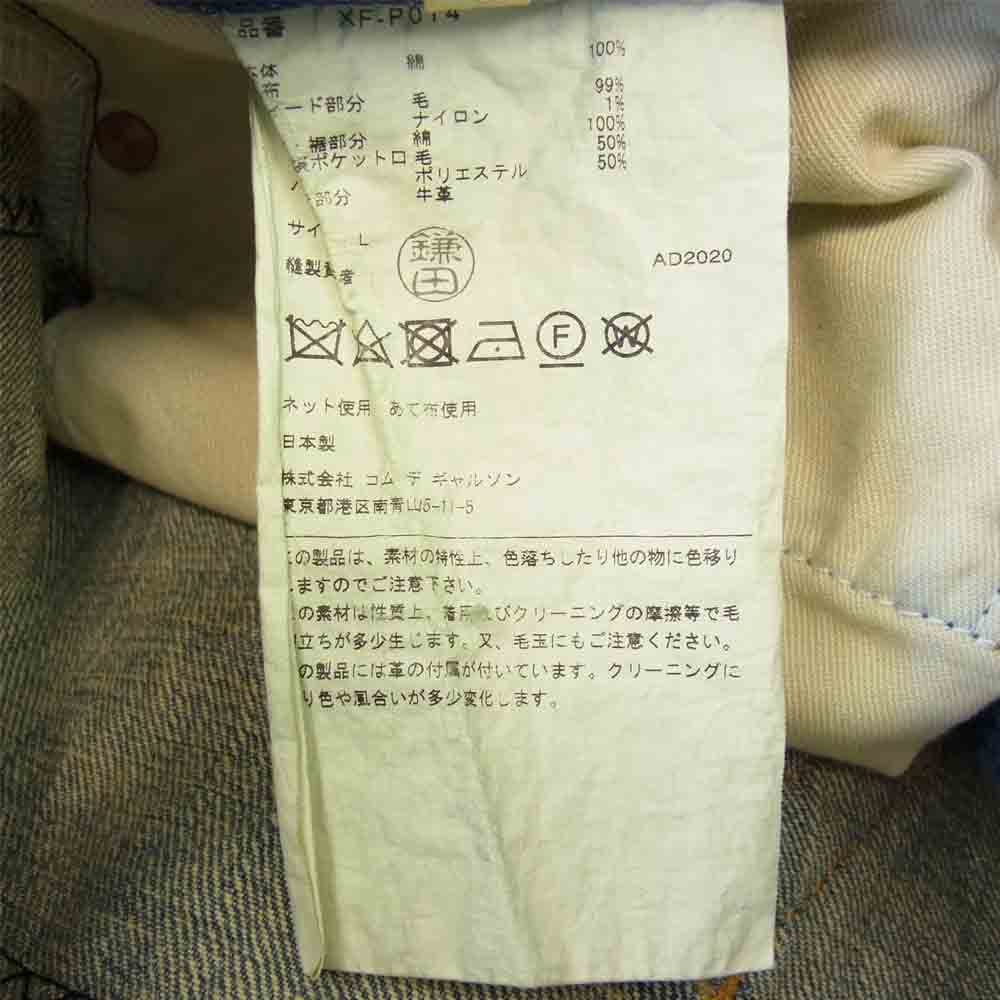 品番 XF-P014
体 綿 100%
布
ード部分 毛 99%
ナイロン 1%
裾部分 綿 100%
ポケット口 毛 50%
ポリエステル 50%
部分 牛革
サイ L
縫製責者 鎌田 AD2020
F W
ネット使用 あて布使用
日本製
株式会社 コム デ ギャルソン
東京都港区南青山5-11-5
この製品は、素材の特性上、色落ちしたり他の物に色移り
しますのでご注意下さい。
の素材は性質上、着用及びクリーニングの摩擦等で毛
立ちが多少生じます。又、毛玉にもご注意ください。
の製品には革の付属が付いています。クリーニングに
り色や風合いが多少変化します。